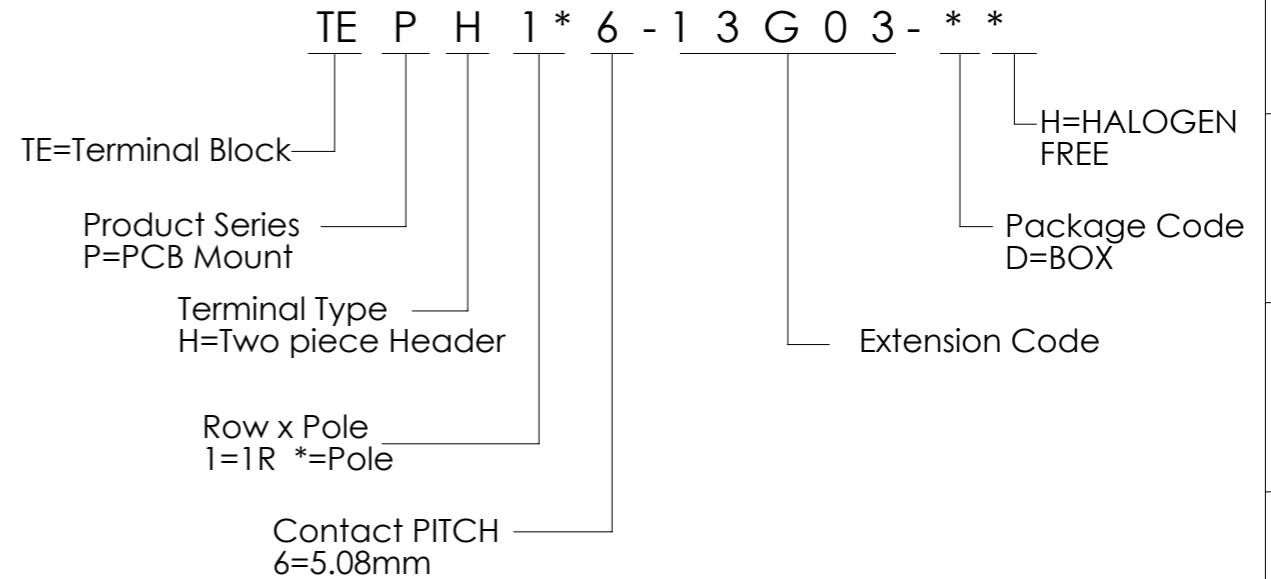 TE P H 1 * 6 - 1 3 G 0 3 - * *
H=HALOGEN
FREE
TE=Terminal Block
Product Series
P=PCB Mount
Package Code
D=BOX
Terminal Type
H=Two piece Header
Extension Code
Row x Pole
1=1R *=Pole
Contact PITCH
6=5.08mm